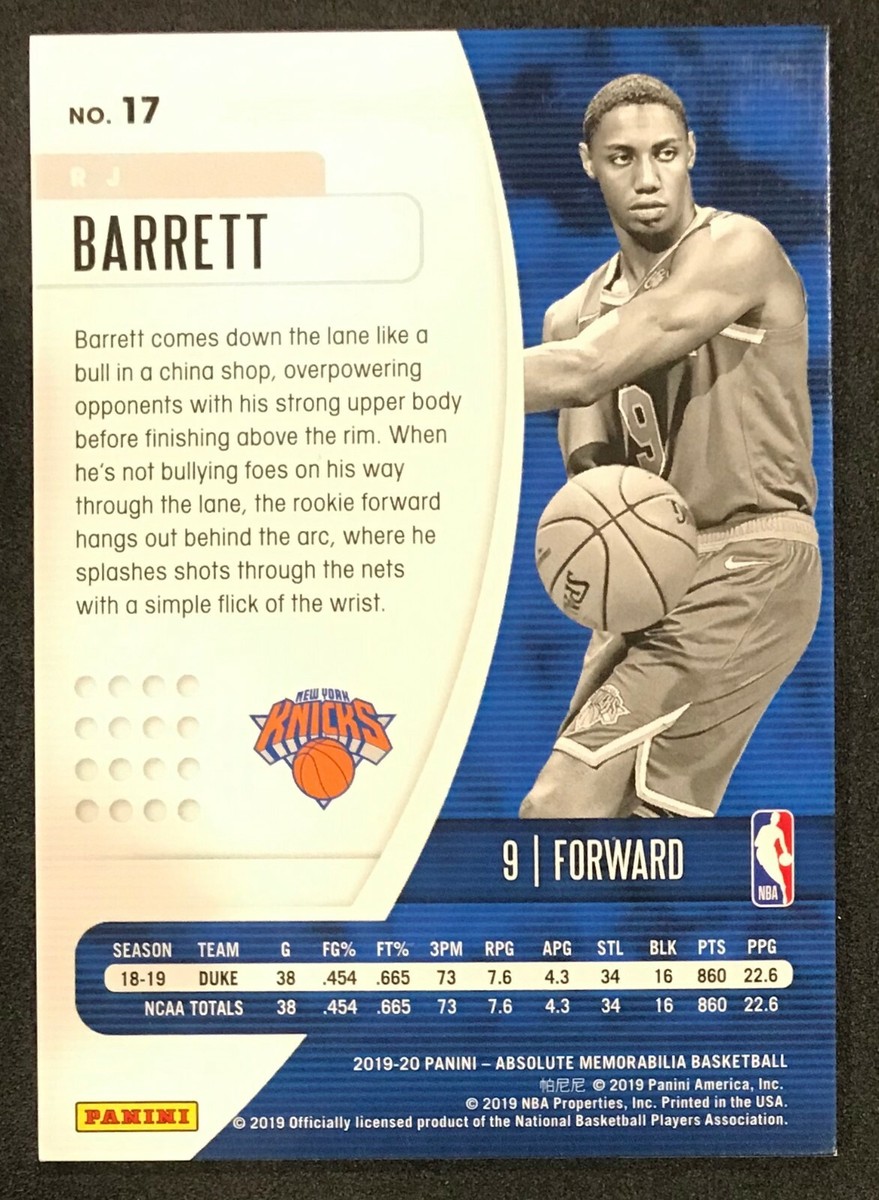 NO. 17
R J
BARRETT
Barrett comes down the lane like a
bull in a china shop, overpowering
opponents with his strong upper body
before finishing above the rim. When
he's not bullying foes on his way
through the lane, the rookie forward
hangs out behind the arc, where he
splashes shots through the nets
with a simple flick of the wrist.
9
NEW YORK
KNICKS
9 | FORWARD
NBA
SEASON TEAM G FG% FT% 3PM RPG APG STL BLK PTS PPG
18-19 DUKE 38 .454 .665 73 7.6 4.3 34 16 860 22.6
NCAA TOTALS 38 .454 .665 73 7.6 4.3 34 16 860 22.6
2019-20 PANINI – ABSOLUTE MEMORABILIA BASKETBALL
帕尼尼 © 2019 Panini America, Inc.
© 2019 NBA Properties, Inc. Printed in the USA.
PANINI
© 2019 Officially licensed product of the National Basketball Players Association.